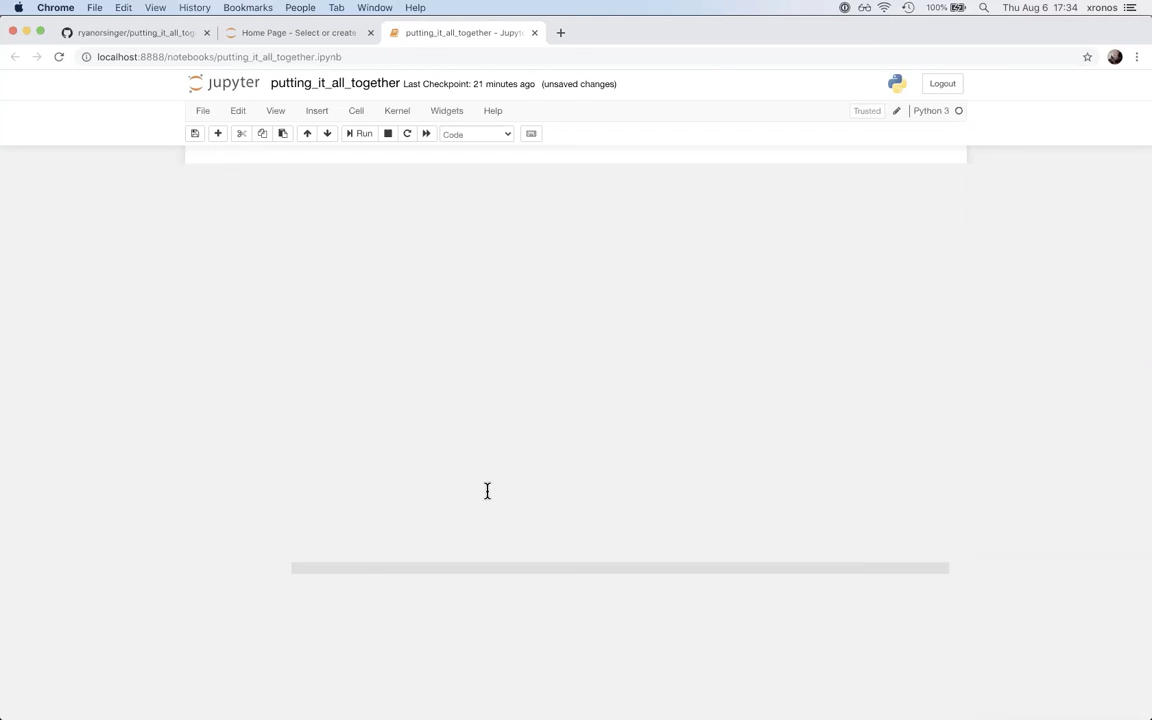 Chrome File Edit View History Bookmarks People Tab Window Help 100% Thu Aug 6 17:34 xronos
ryanorsinger/putting_it_all_tog Home Page - Select or create putting_it_all_together - Jupyt
localhost:8888/notebooks/putting_it_all_together.ipynb
jupyter putting_it_all_together Last Checkpoint: 21 minutes ago (unsaved changes) Logout
File Edit View Insert Cell Kernel Widgets Help Trusted Python 3
Run Code